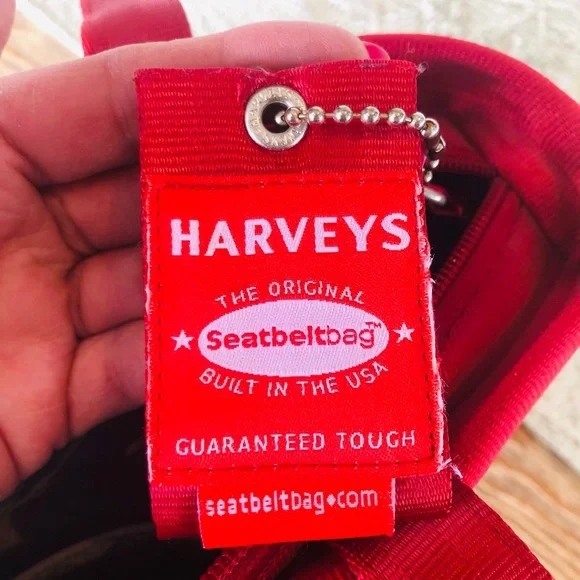 HARVEYS
THE ORIGINAL
Seatbeltbag™
BUILT IN THE USA
GUARANTEED TOUGH
seatbeltbag•com